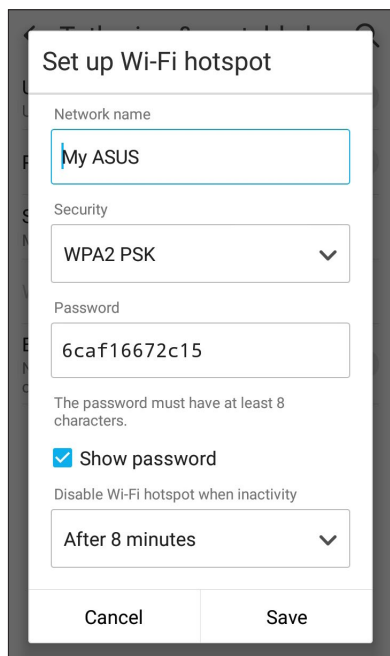 Set up Wi-Fi hotspot
Network name
My ASUS
Security
WPA2 PSK
Password
6caf16672c15
The password must have at least 8
characters.
Show password
Disable Wi-Fi hotspot when inactivity
After 8 minutes
Cancel
Save